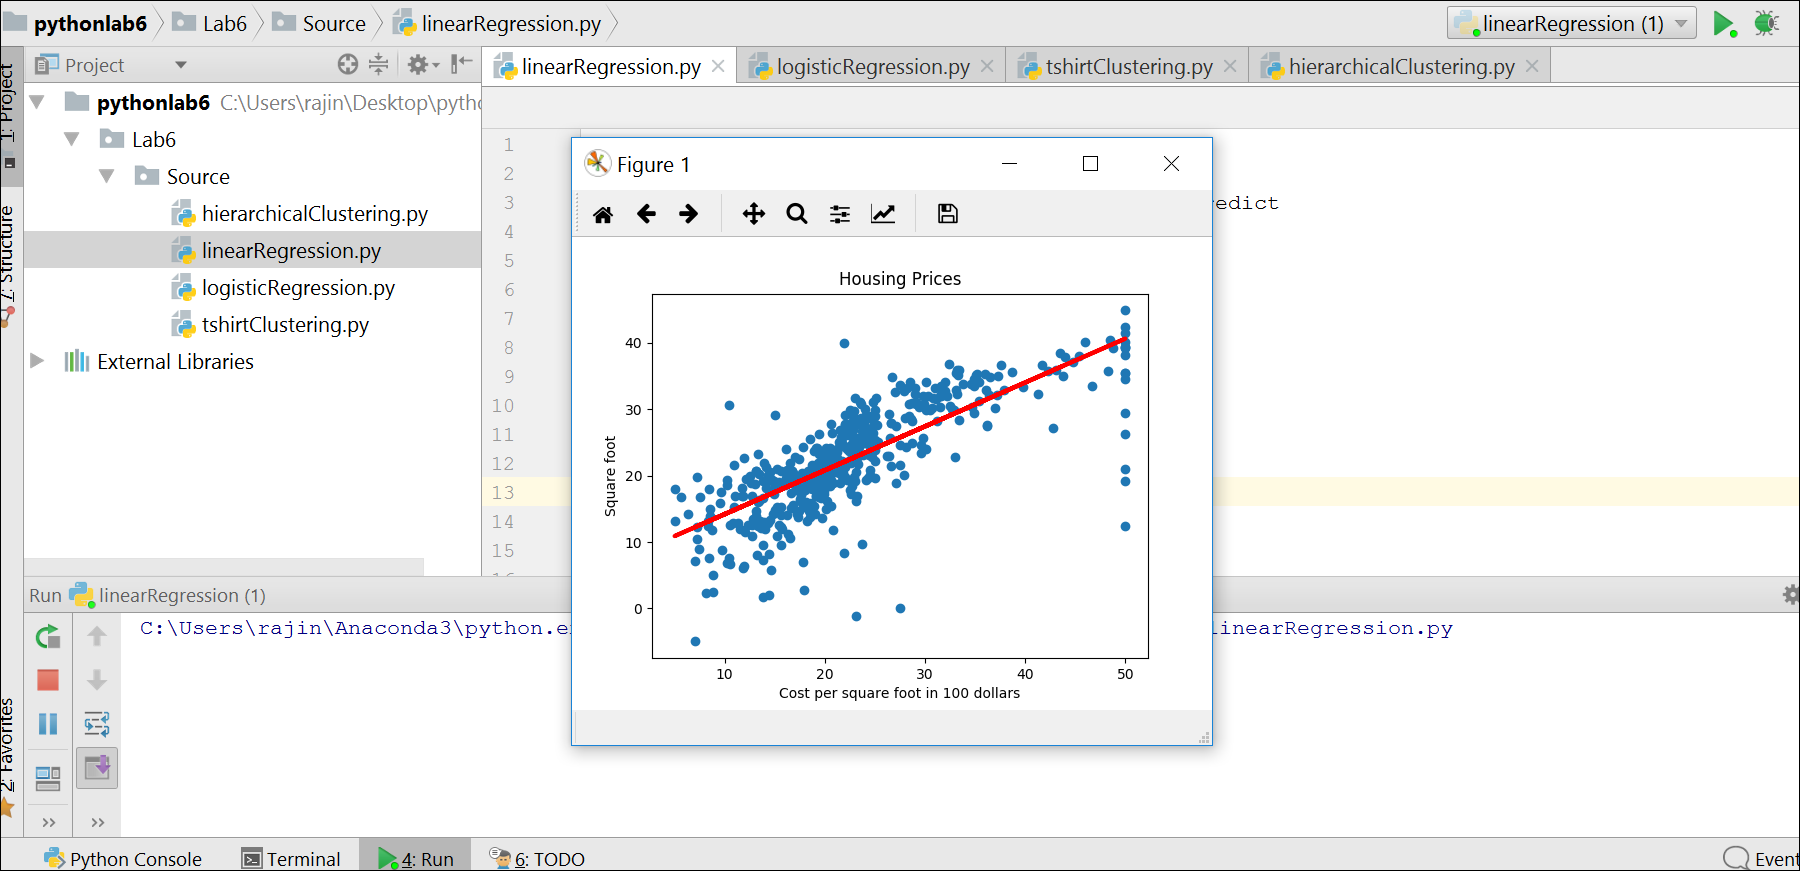 pythonlab6 Lab6 Source linearRegression.py linearRegression (1)
1: Project
Project
linearRegression.py logisticRegression.py tshirtClustering.py hierarchicalClustering.py
pythonlab6 C:\Users\rajin\Desktop\pytho
Lab6
Source
hierarchicalClustering.py
linearRegression.py
logisticRegression.py
tshirtClustering.py
External Libraries
7: Structure
2: Favorites
1
2
3
4
5
6
7
8
9
10
11
12
13
14
15
edict
Figure 1
Housing Prices
Square foot
40
30
20
10
0
10 20 30 40 50
Cost per square foot in 100 dollars
Run linearRegression (1)
C:\Users\rajin\Anaconda3\python.e linearRegression.py
Python Console Terminal 4: Run 6: TODO Event